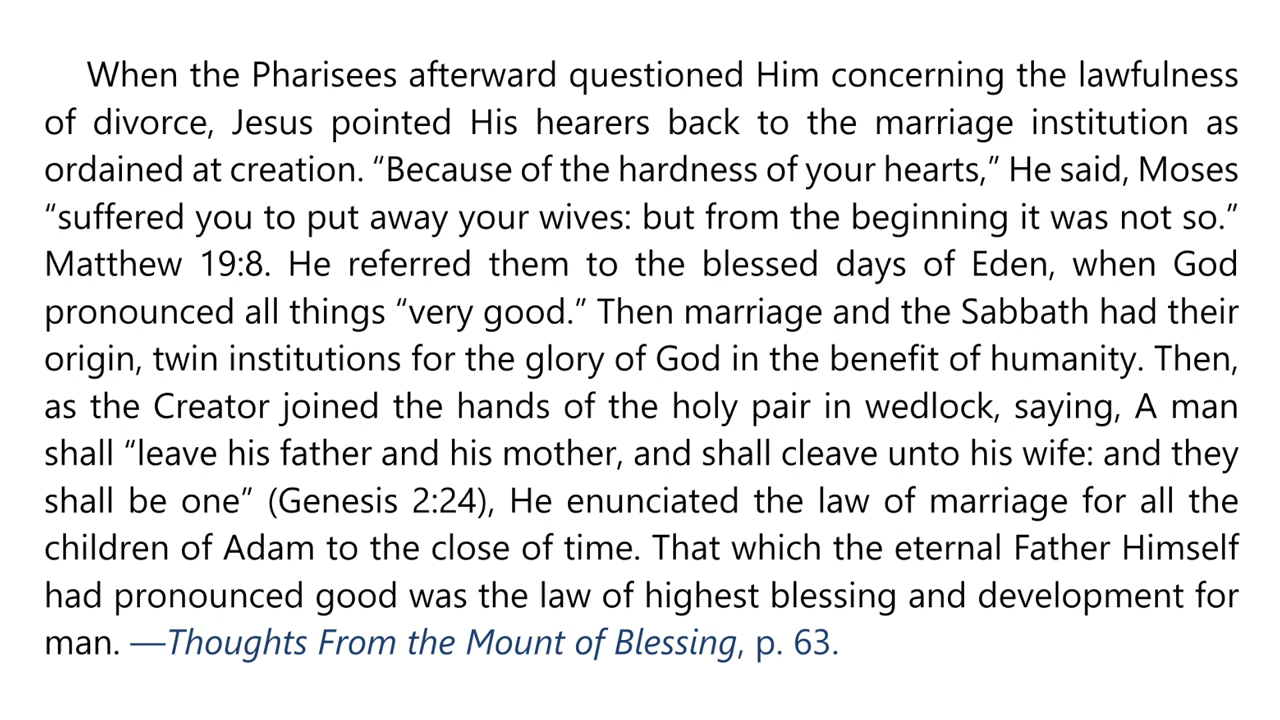 When the Pharisees afterward questioned Him concerning the lawfulness
of divorce, Jesus pointed His hearers back to the marriage institution as
ordained at creation. “Because of the hardness of your hearts,” He said, Moses
“suffered you to put away your wives: but from the beginning it was not so.”
Matthew 19:8. He referred them to the blessed days of Eden, when God
pronounced all things “very good.” Then marriage and the Sabbath had their
origin, twin institutions for the glory of God in the benefit of humanity. Then,
as the Creator joined the hands of the holy pair in wedlock, saying, A man
shall “leave his father and his mother, and shall cleave unto his wife: and they
shall be one” (Genesis 2:24), He enunciated the law of marriage for all the
children of Adam to the close of time. That which the eternal Father Himself
had pronounced good was the law of highest blessing and development for
man. —Thoughts From the Mount of Blessing, p. 63.